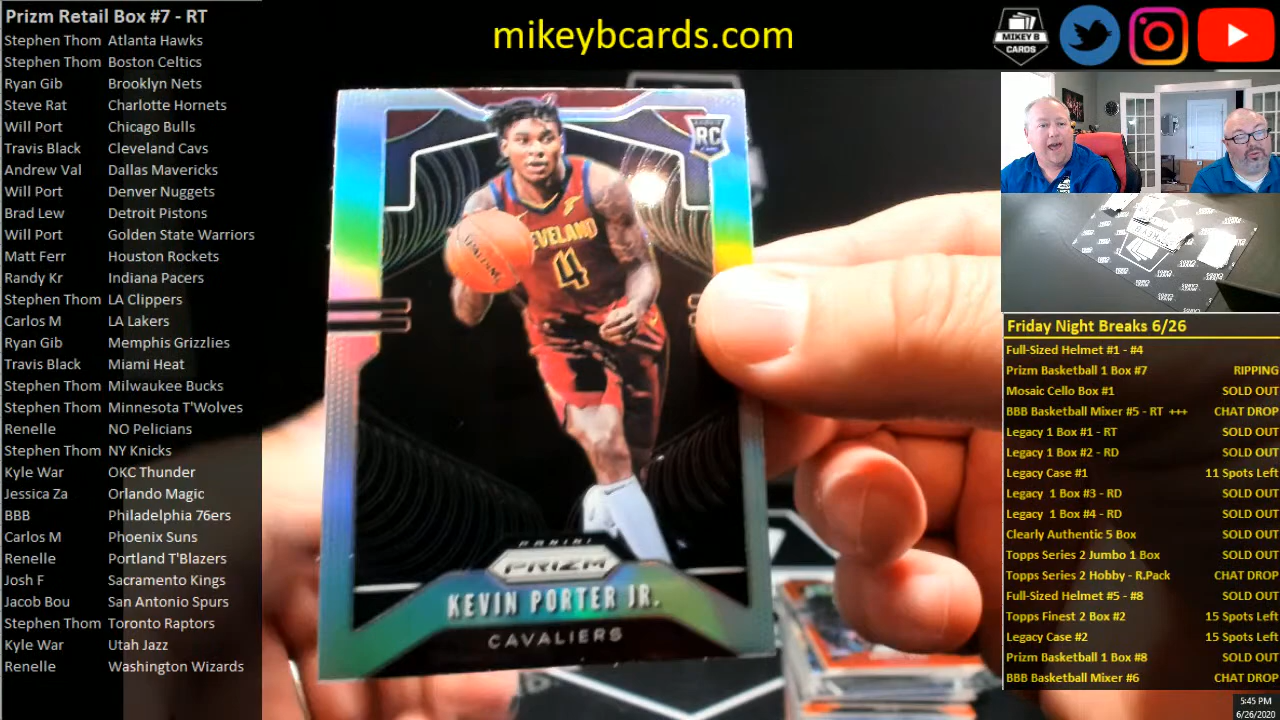 Prizm Retail Box #7 - RT
Stephen Thom Atlanta Hawks
Stephen Thom Boston Celtics
Ryan Gib Brooklyn Nets
Steve Rat Charlotte Hornets
Will Port Chicago Bulls
Travis Black Cleveland Cavs
Andrew Val Dallas Mavericks
Will Port Denver Nuggets
Brad Lew Detroit Pistons
Will Port Golden State Warriors
Matt Ferr Houston Rockets
Randy Kr Indiana Pacers
Stephen Thom LA Clippers
Carlos M LA Lakers
Ryan Gib Memphis Grizzlies
Travis Black Miami Heat
Stephen Thom Milwaukee Bucks
Stephen Thom Minnesota T'Wolves
Renelle NO Pelicians
Stephen Thom NY Knicks
Kyle War OKC Thunder
Jessica Za Orlando Magic
BBB Philadelphia 76ers
Carlos M Phoenix Suns
Renelle Portland T'Blazers
Josh F Sacramento Kings
Jacob Bou San Antonio Spurs
Stephen Thom Toronto Raptors
Kyle War Utah Jazz
Renelle Washington Wizards
mikeybcards.com
MIKEY B
CARDS
RC
SPALDING
EVELAND
4
PANINI
PRIZM
KEVIN PORTER JR.
CAVALIERS
Friday Night Breaks 6/26
Full-Sized Helmet #1 - #4
Prizm Basketball 1 Box #7 RIPPING
Mosaic Cello Box #1 SOLD OUT
BBB Basketball Mixer #5 - RT +++ CHAT DROP
Legacy 1 Box #1 - RT SOLD OUT
Legacy 1 Box #2 - RD SOLD OUT
Legacy Case #1 11 Spots Left
Legacy 1 Box #3 - RD SOLD OUT
Legacy 1 Box #4 - RD SOLD OUT
Clearly Authentic 5 Box SOLD OUT
Topps Series 2 Jumbo 1 Box SOLD OUT
Topps Series 2 Hobby - R.Pack CHAT DROP
Full-Sized Helmet #5 - #8 SOLD OUT
Topps Finest 2 Box #2 15 Spots Left
Legacy Case #2 15 Spots Left
Prizm Basketball 1 Box #8 SOLD OUT
BBB Basketball Mixer #6 CHAT DROP
5:45 PM
6/26/2020